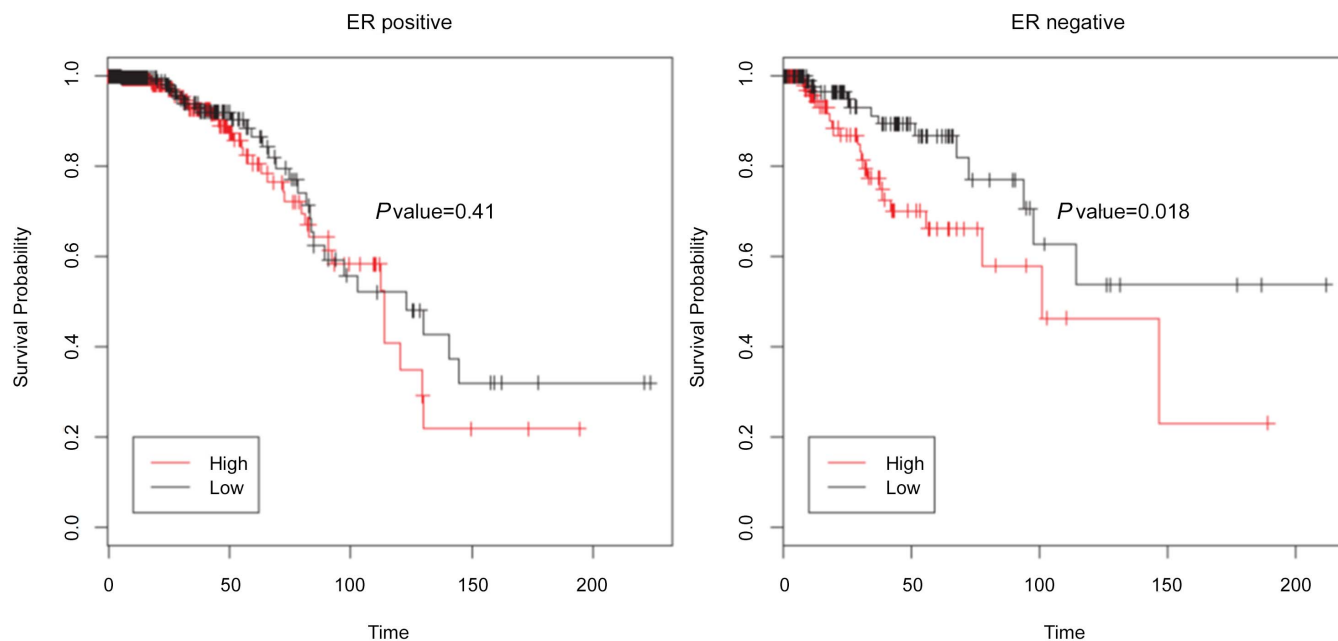 ER positive
Survival Probability
1.0
0.8
0.6
0.4
0.2
0.0
P value=0.41
High
Low
0 50 100 150 200
Time
ER negative
Survival Probability
1.0
0.8
0.6
0.4
0.2
0.0
P value=0.018
High
Low
0 50 100 150 200
Time